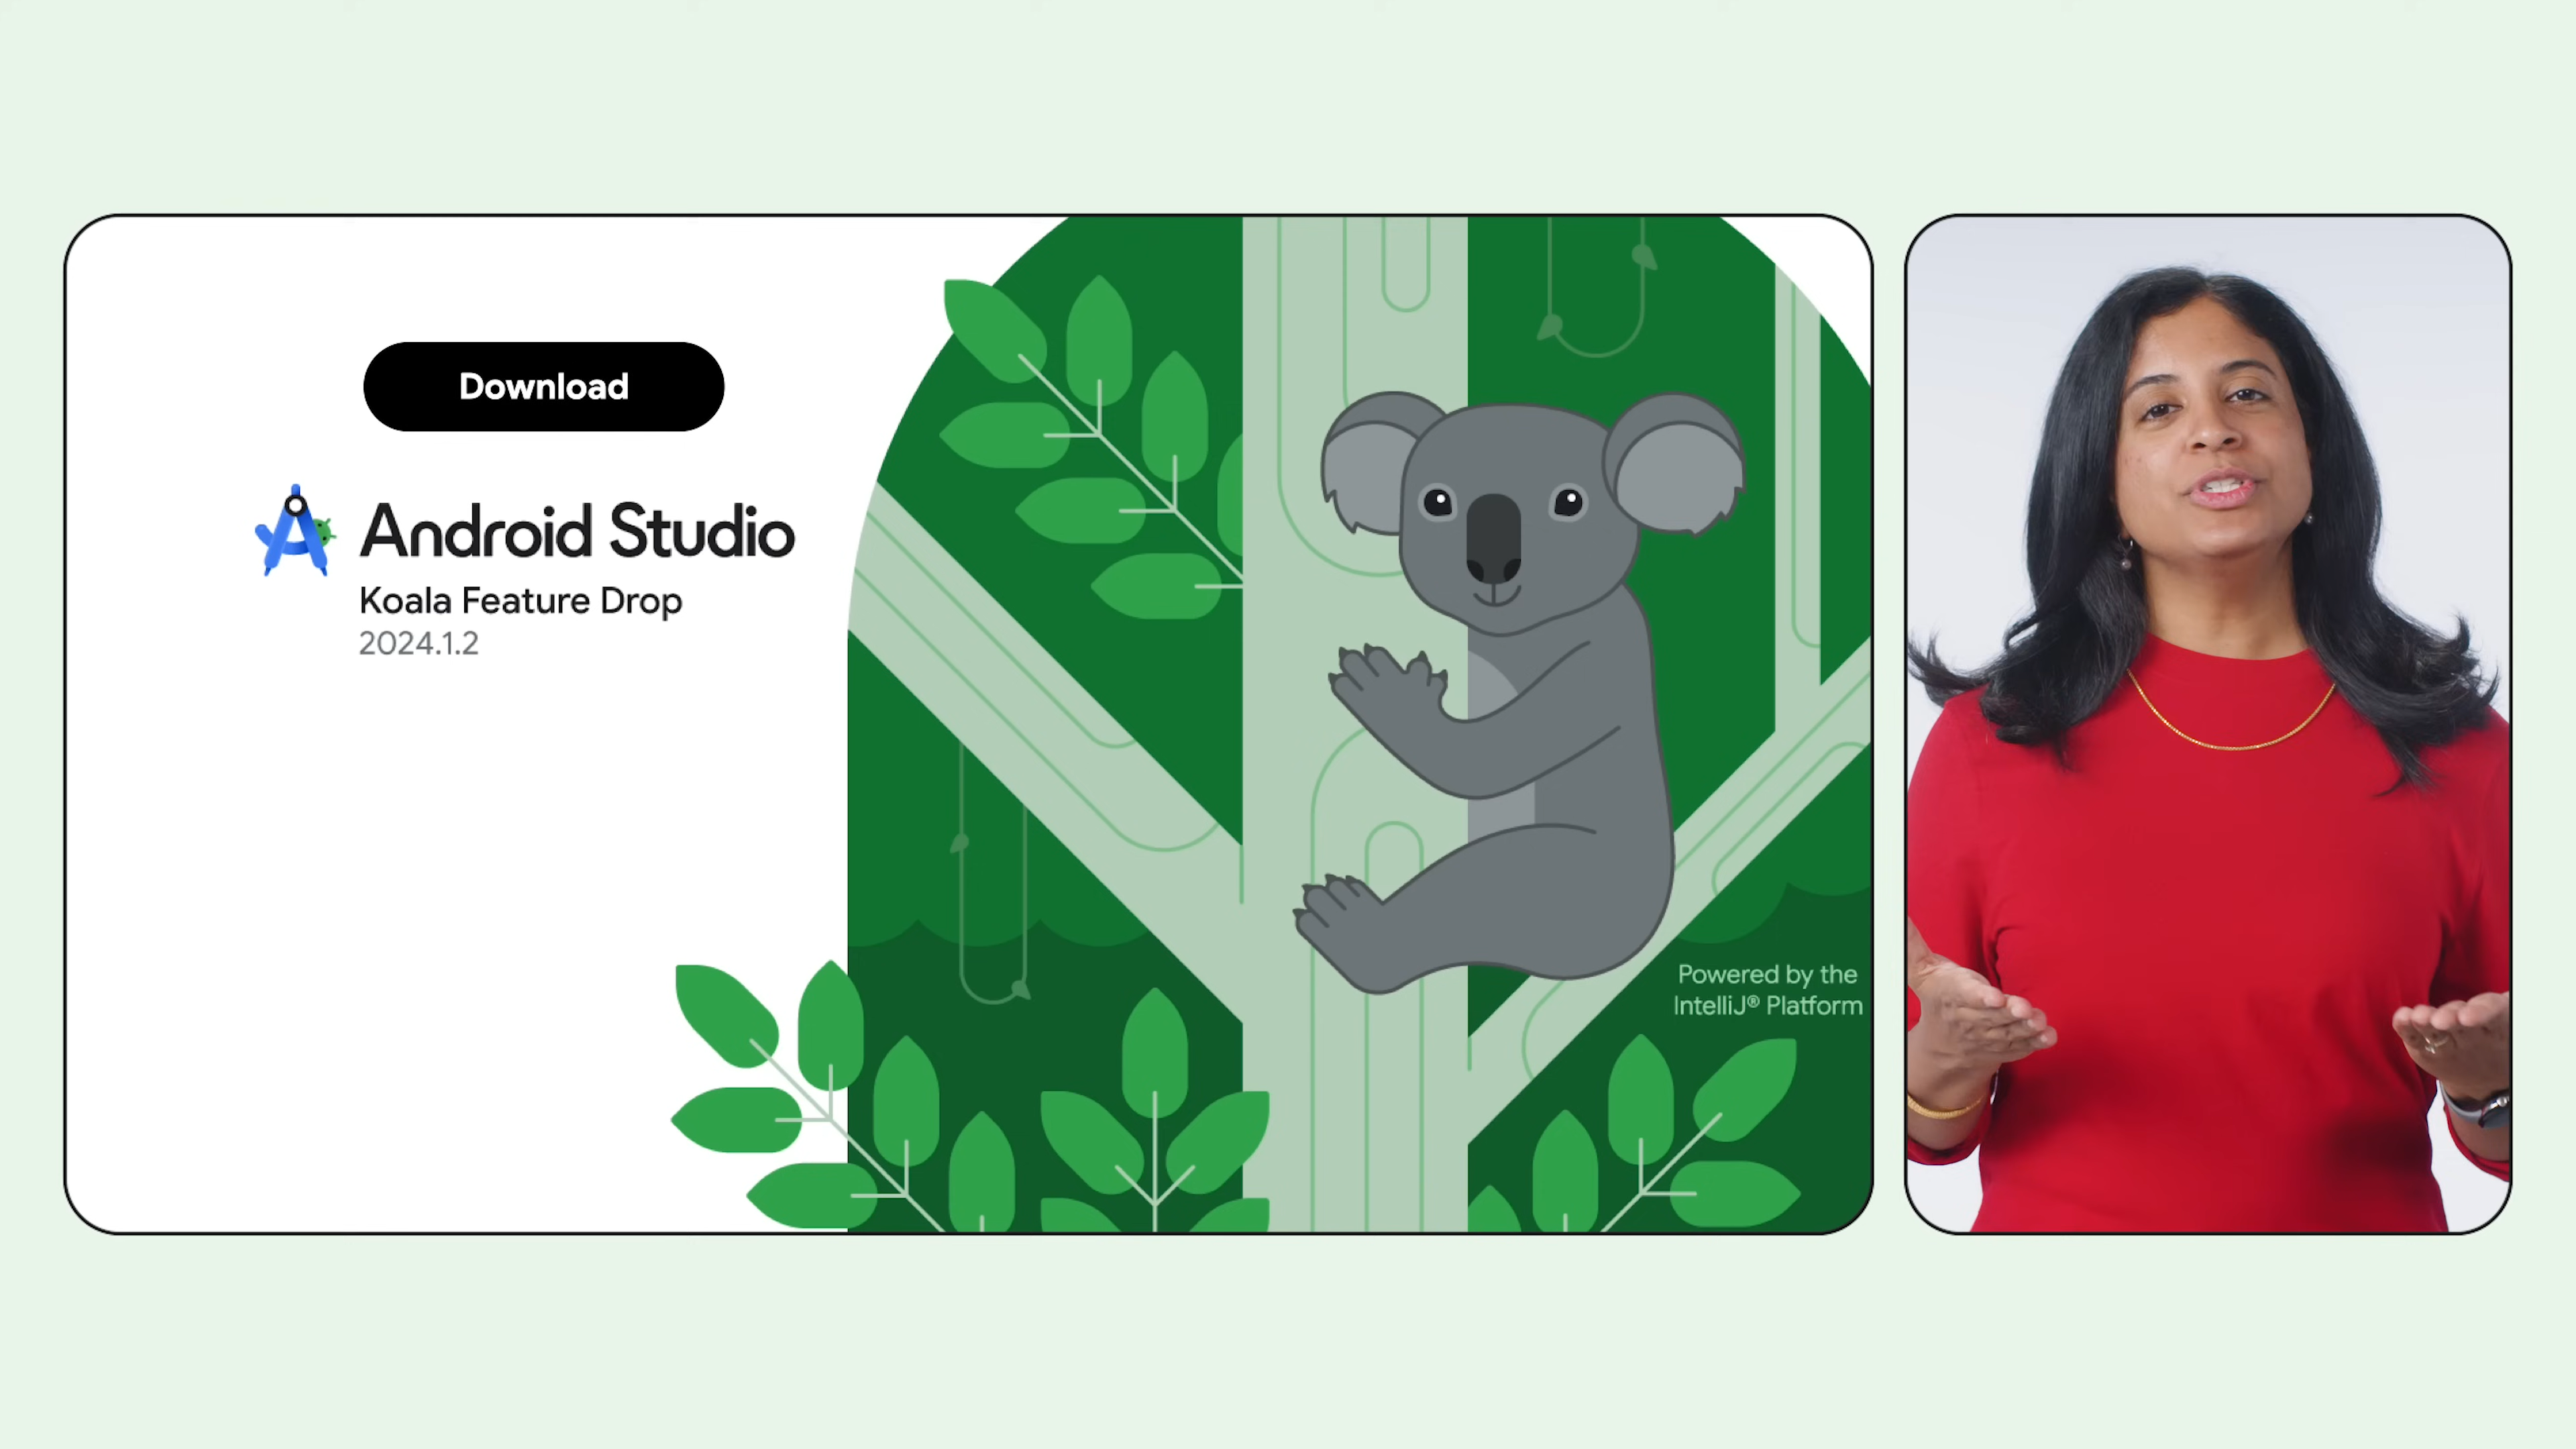 Download
Android Studio
Koala Feature Drop
2024.1.2
Powered by the
IntelliJ® Platform